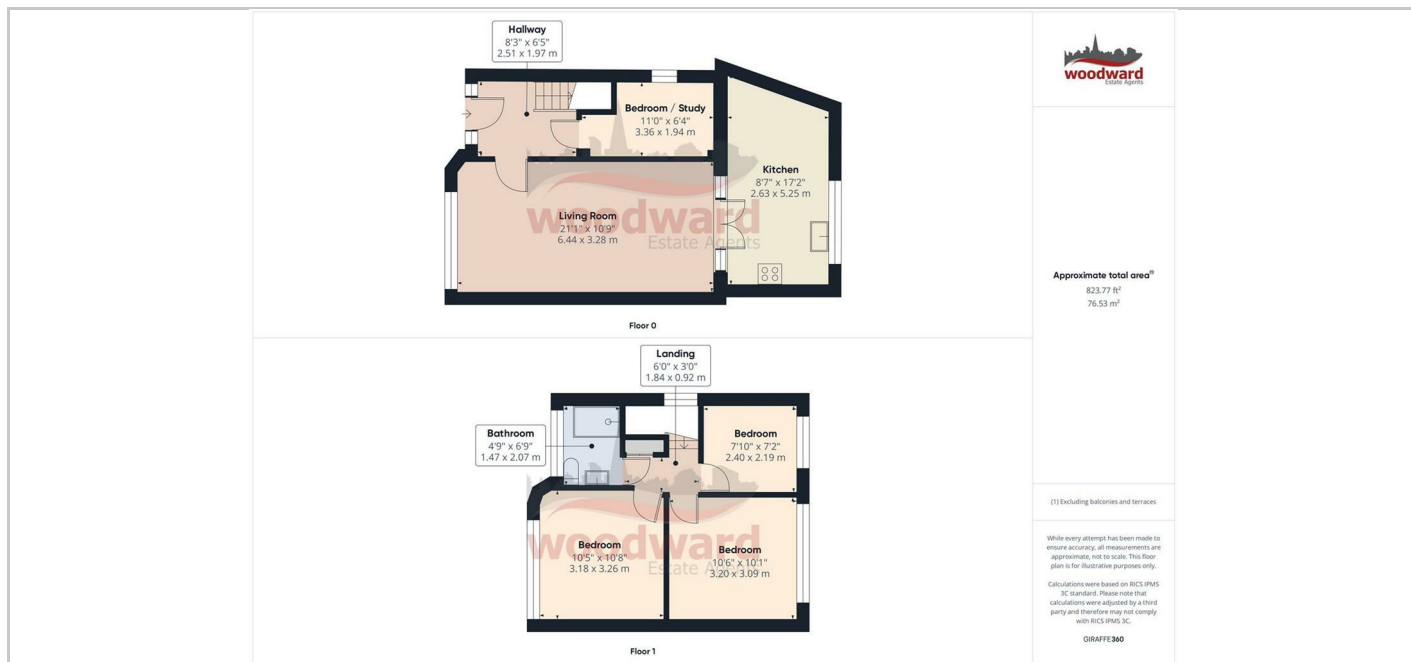 Hallway
8'3" x 6'5"
2.51 x 1.97 m
Bedroom / Study
11'0" x 6'4"
3.36 x 1.94 m
Kitchen
8'7" x 17'2"
2.63 x 5.25 m
Living Room
21'1" x 10'9"
6.44 x 3.28 m
woodward
Estate Agents
Floor 0
Landing
6'0" x 3'0"
1.84 x 0.92 m
Bathroom
4'9" x 6'9"
1.47 x 2.07 m
Bedroom
7'10" x 7'2"
2.40 x 2.19 m
Bedroom
10'5" x 10'8"
3.18 x 3.26 m
Bedroom
10'6" x 10'1"
3.20 x 3.09 m
woodward
Estate Agents
Floor 1
woodward
Estate Agents
Approximate total area⁽¹⁾
823.77 ft²
76.53 m²
(1) Excluding balconies and terraces
While every attempt has been made to
ensure accuracy, all measurements are
approximate, not to scale. This floor
plan is for illustrative purposes only.
Calculations were based on RICS IPMS
3C standard. Please note that
calculations were adjusted by a third
party and therefore may not comply
with RICS IPMS 3C.
GIRAFFE360